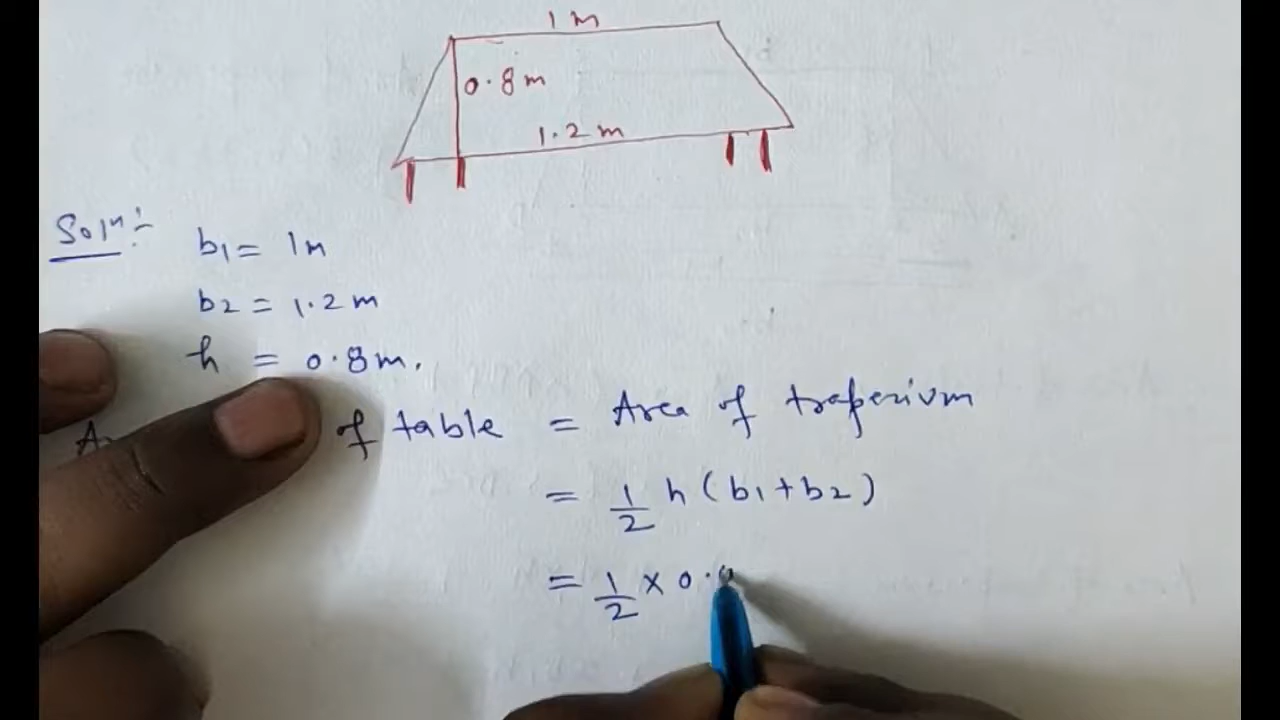 1 m
0.8m
1.2 m
Solⁿ:-
b1 = 1m
b2 = 1.2 m
h = 0.8m.
of table = Area of trapezium
= 1/2 h (b1+b2)
= 1/2 x 0.